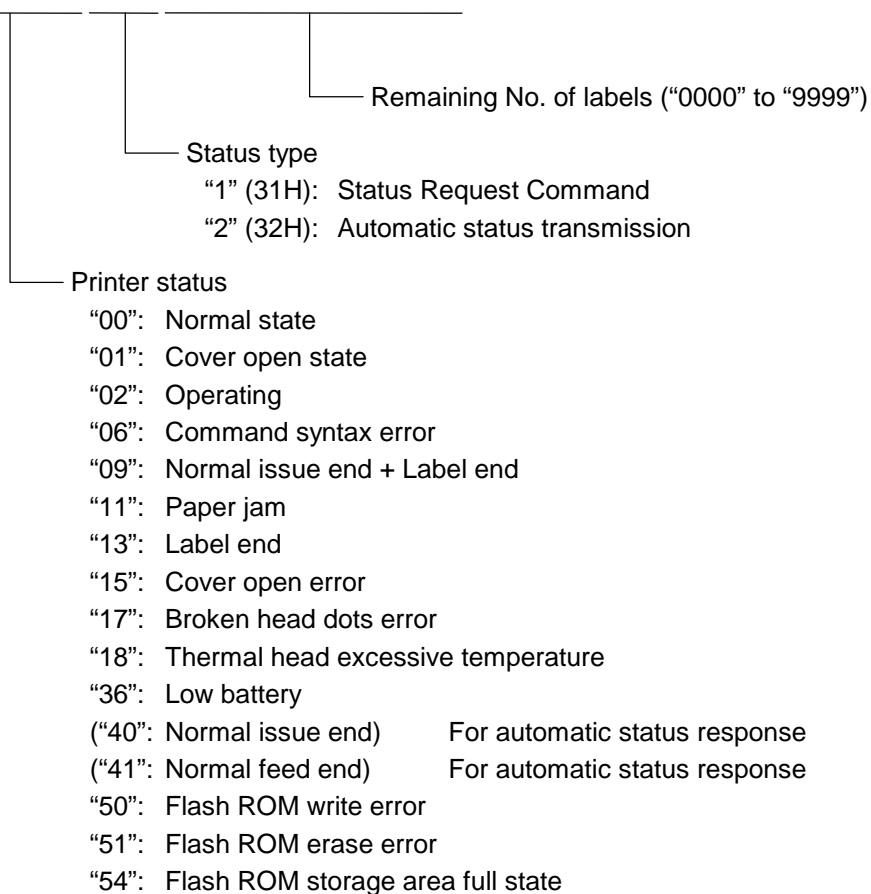 Remaining No. of labels (“0000” to “9999”)
Status type
“1” (31H): Status Request Command
“2” (32H): Automatic status transmission
Printer status
“00”: Normal state
“01”: Cover open state
“02”: Operating
“06”: Command syntax error
“09”: Normal issue end + Label end
“11”: Paper jam
“13”: Label end
“15”: Cover open error
“17”: Broken head dots error
“18”: Thermal head excessive temperature
“36”: Low battery
(“40”: Normal issue end) For automatic status response
(“41”: Normal feed end) For automatic status response
“50”: Flash ROM write error
“51”: Flash ROM erase error
“54”: Flash ROM storage area full state